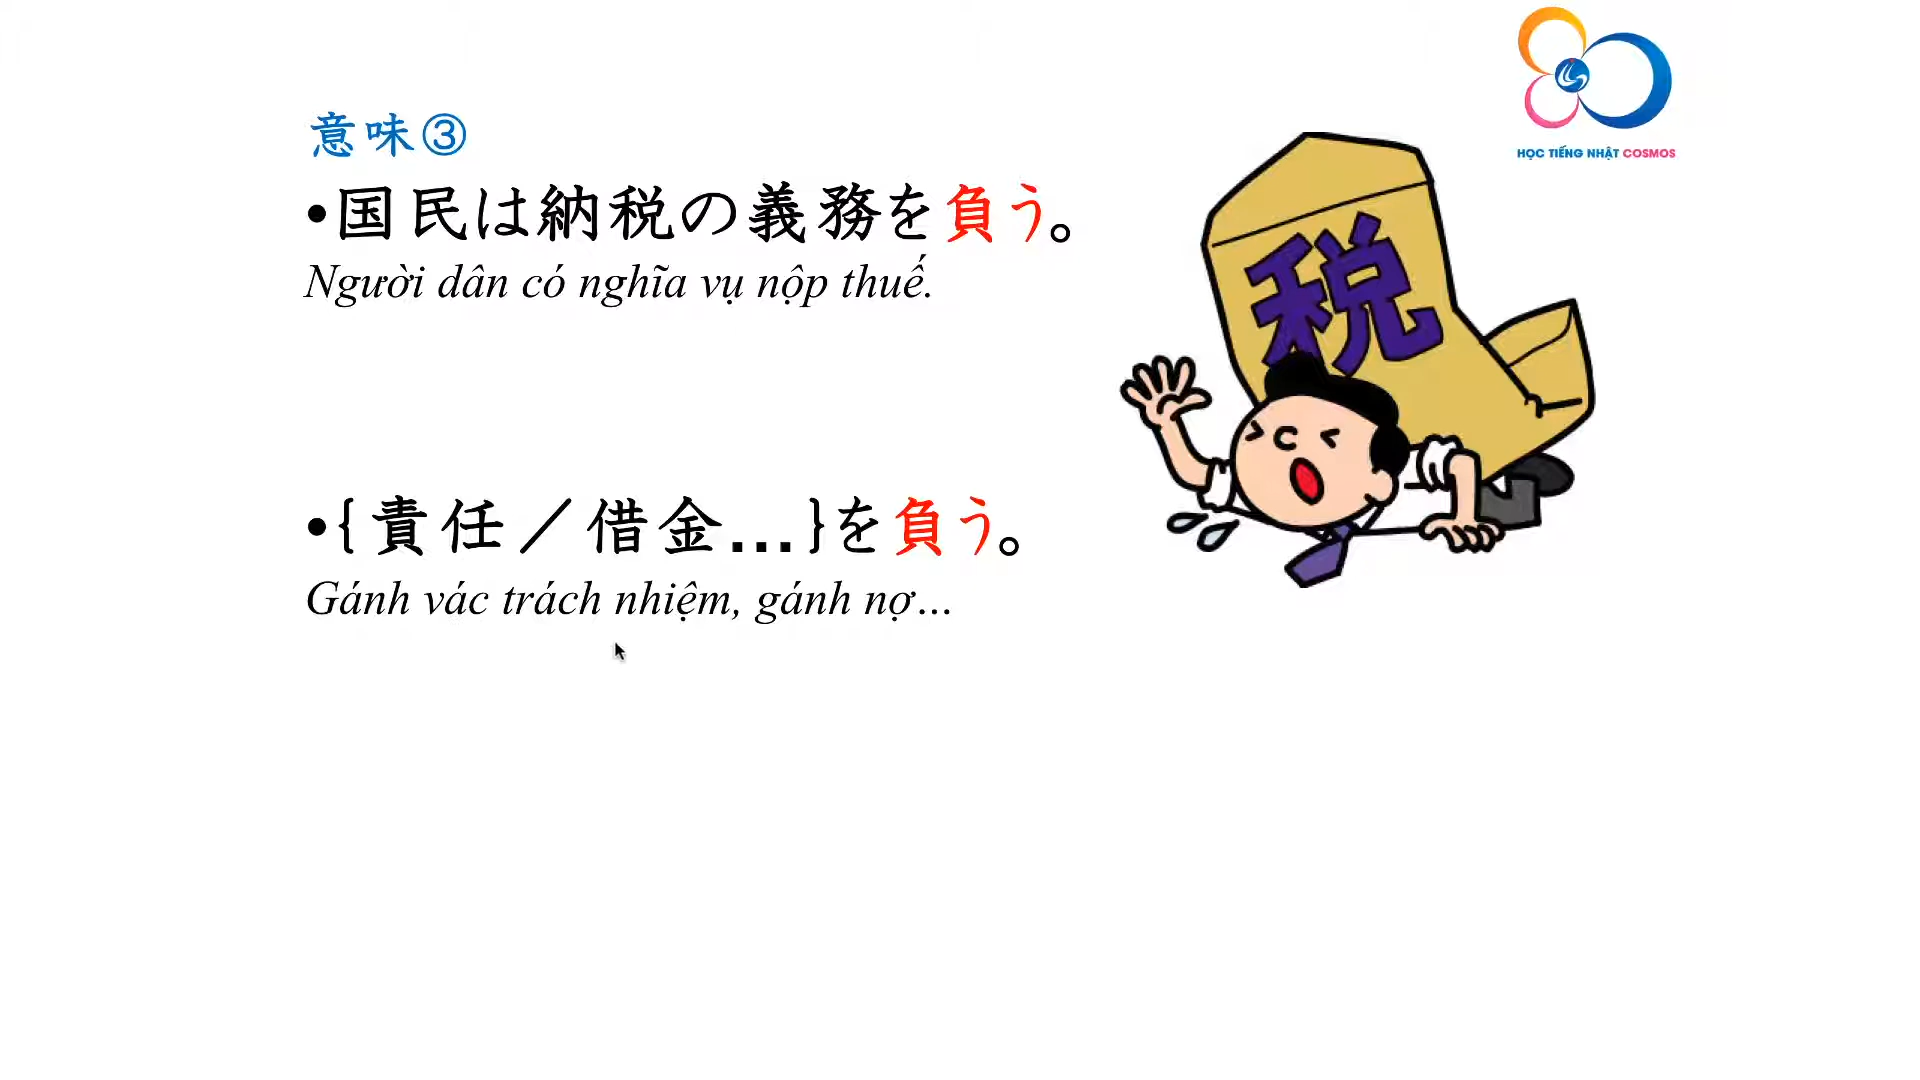 HỌC TIẾNG NHẬT COSMOS
意味③
•国民は納税の義務を負う。
Người dân có nghĩa vụ nộp thuế.
税
•{責任／借金...}を負う。
Gánh vác trách nhiệm, gánh nợ...